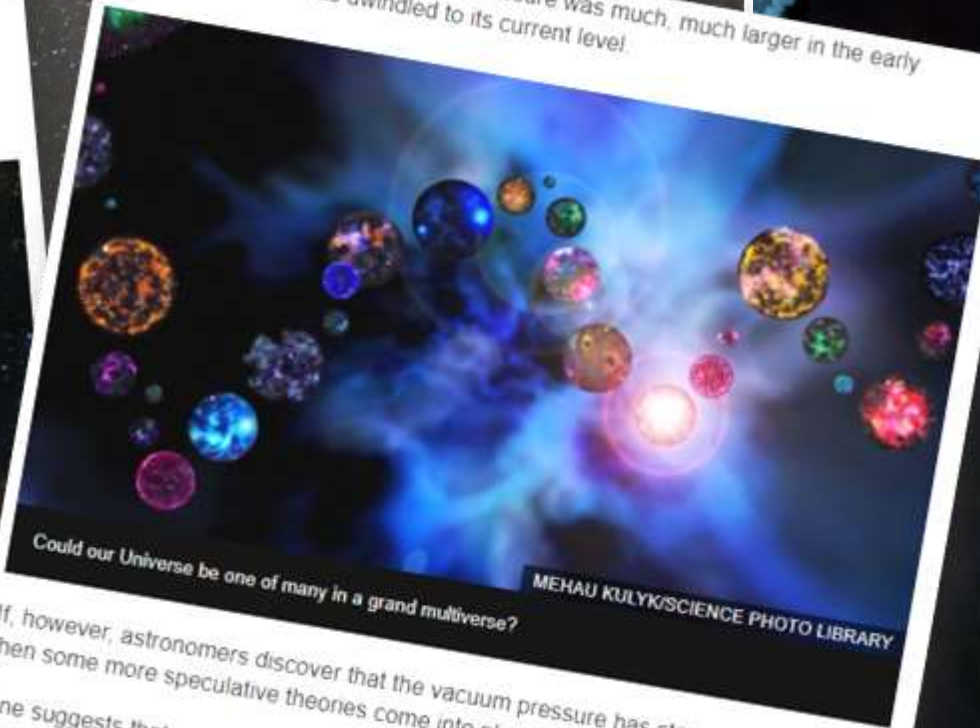 was much, much larger in the early
dwindled to its current level.
Could our Universe be one of many in a grand multiverse?
MEHAU KULYK/SCIENCE PHOTO LIBRARY
If, however, astronomers discover that the vacuum pressure has
some more speculative theories come into
suggests